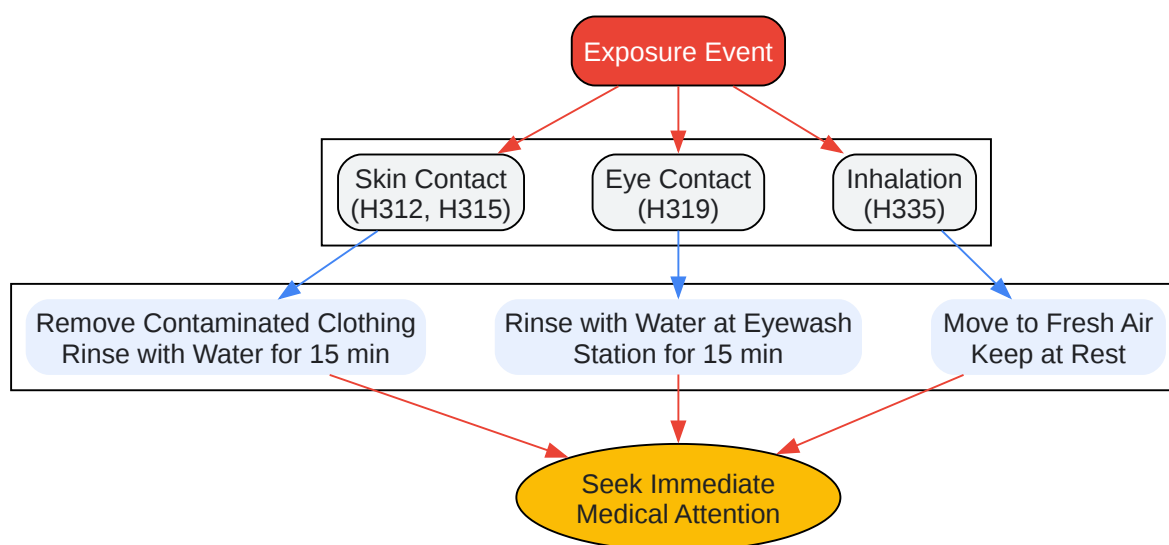 Exposure Event
Skin Contact
(H312, H315)
Eye Contact
(H319)
Inhalation
(H335)
Remove Contaminated Clothing
Rinse with Water for 15 min
Rinse with Water at Eyewash
Station for 15 min
Move to Fresh Air
Keep at Rest
Seek Immediate
Medical Attention